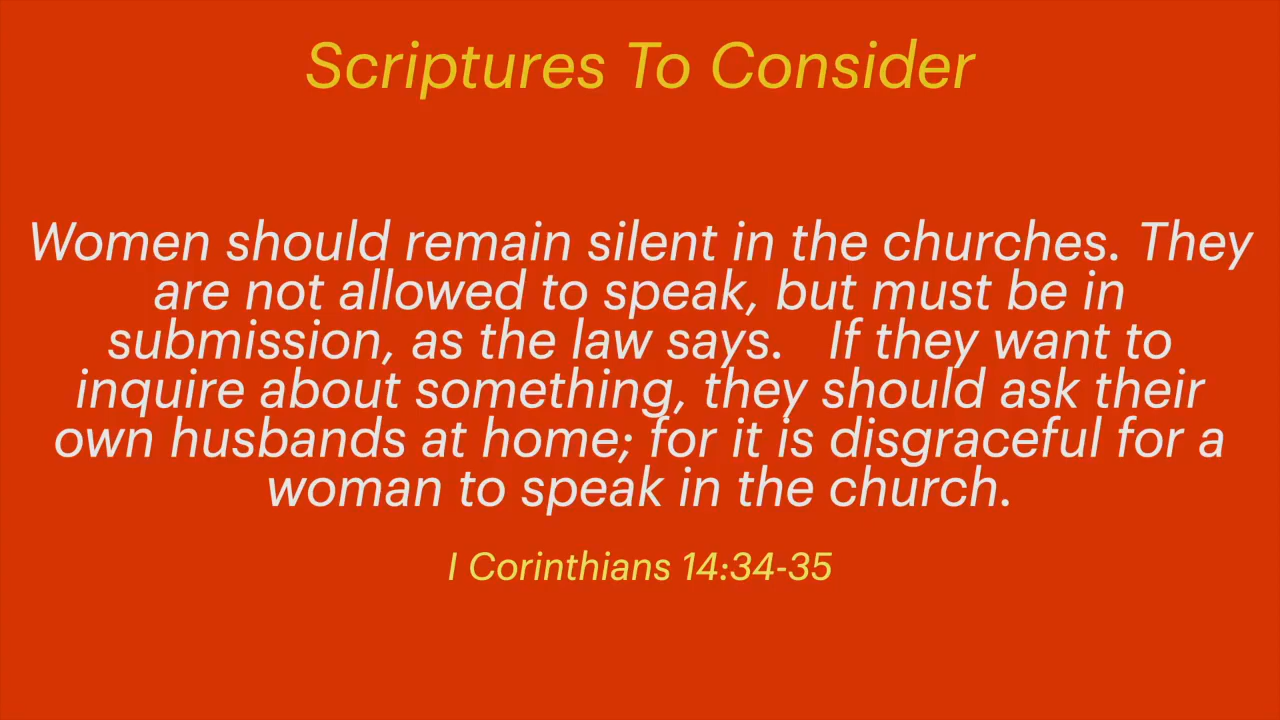 Scriptures To Consider
Women should remain silent in the churches. They
are not allowed to speak, but must be in
submission, as the law says.   If they want to
inquire about something, they should ask their
own husbands at home; for it is disgraceful for a
woman to speak in the church.
I Corinthians 14:34-35